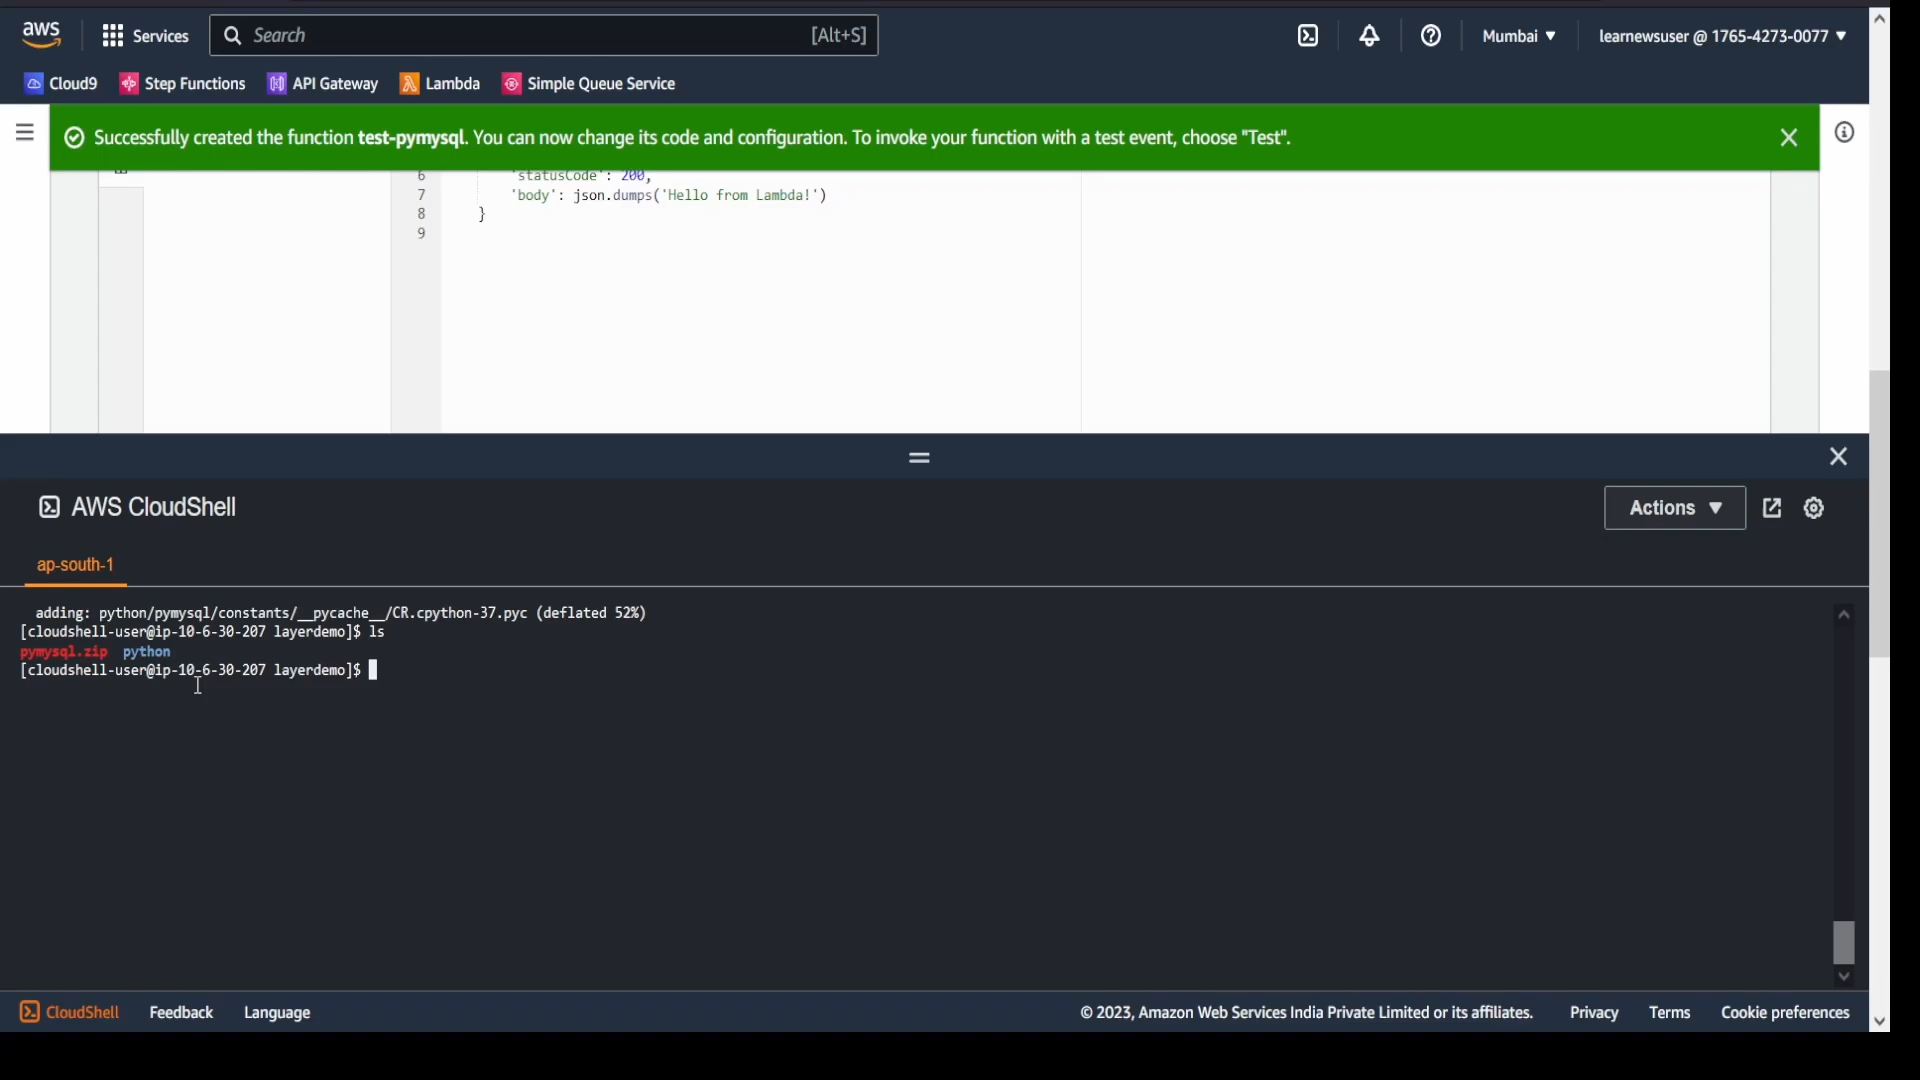 aws
Services
Search
[Alt+S]
Mumbai ▼
learnewsuser @ 1765-4273-0077 ▼
Cloud9
Step Functions
API Gateway
Lambda
Simple Queue Service
Successfully created the function test-pymysql. You can now change its code and configuration. To invoke your function with a test event, choose "Test".
6 'statusCode': 200,
7 'body': json.dumps('Hello from Lambda!')
8 }
9
AWS CloudShell
Actions ▼
ap-south-1
adding: python/pymysql/constants/__pycache__/CR.cpython-37.pyc (deflated 52%)
[cloudshell-user@ip-10-6-30-207 layerdemo]$ ls
pymysql.zip python
[cloudshell-user@ip-10-6-30-207 layerdemo]$
CloudShell
Feedback
Language
© 2023, Amazon Web Services India Private Limited or its affiliates.
Privacy
Terms
Cookie preferences